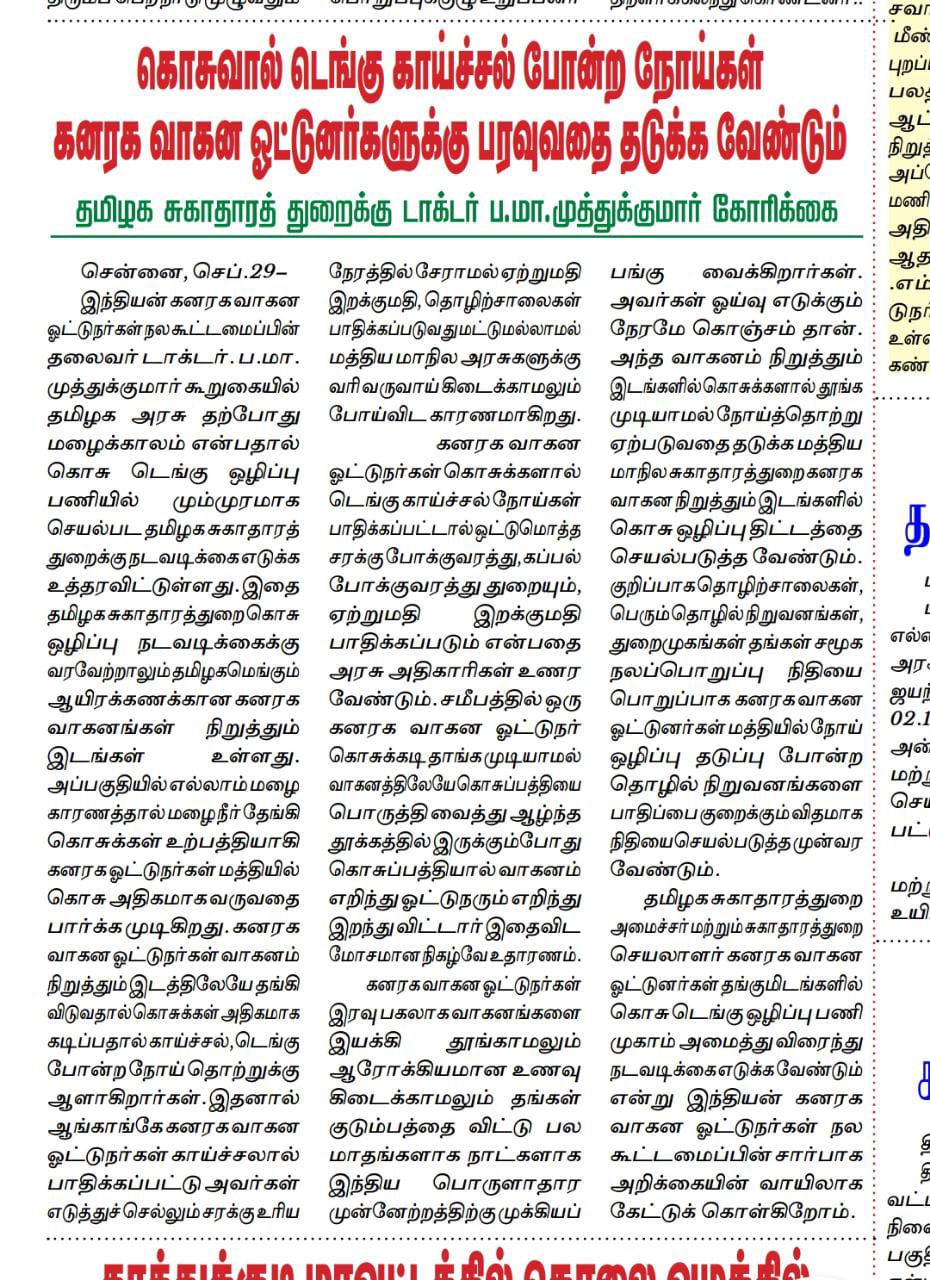 கொசுவால் டெங்கு காய்ச்சல் போன்ற நோய்கள்
கனரக வாகன ஓட்டுனர்களுக்கு பரவுவதை தடுக்க வேண்டும்
தமிழக சுகாதாரத் துறைக்கு டாக்டர் ப.மா.முத்துக்குமார் கோரிக்கை
சென்னை, செப்.29–
இந்தியன் கனரக வாகன
ஓட்டுநர்கள் நல கூட்டமைப்பின்
தலைவர் டாக்டர். ப.மா.
முத்துக்குமார் கூறுகையில்
தமிழக அரசு தற்போது
மழைக்காலம் என்பதால்
கொசு டெங்கு ஒழிப்பு
பணியில் மும்முரமாக
செயல்பட தமிழக சுகாதாரத்
துறைக்கு நடவடிக்கை எடுக்க
உத்தரவிட்டுள்ளது. இதை
தமிழக சுகாதாரத்துறை கொசு
ஒழிப்பு நடவடிக்கைக்கு
வரவேற்றாலும் தமிழகமெங்கும்
ஆயிரக்கணக்கான கனரக
வாகனங்கள் நிறுத்தும்
இடங்கள் உள்ளது.
அப்பகுதியில் எல்லாம் மழை
காரணத்தால் மழைநீர் தேங்கி
கொசுக்கள் உற்பத்தியாகி
கனரக ஓட்டுநர்கள் மத்தியில்
கொசு அதிகமாக வருவதை
பார்க்க முடிகிறது. கனரக
வாகன ஓட்டுநர்கள் வாகனம்
நிறுத்தும் இடத்திலேயே தங்கி
விடுவதால் கொசுக்கள் அதிகமாக
கடிப்பதால் காய்ச்சல், டெங்கு
போன்ற நோய் தொற்றுக்கு
ஆளாகிறார்கள். இதனால்
ஆங்காங்கே கனரக வாகன
ஓட்டுநர்கள் காய்ச்சலால்
பாதிக்கப்பட்டு அவர்கள்
எடுத்துச் செல்லும் சரக்கு உரிய
நேரத்தில் சேராமல் ஏற்றுமதி
இறக்குமதி, தொழிற்சாலைகள்
பாதிக்கப்படுவது மட்டுமல்லாமல்
மத்திய மாநில அரசுகளுக்கு
வரி வருவாய் கிடைக்காமலும்
போய்விட காரணமாகிறது.
கனரக வாகன
ஓட்டுநர்கள் கொசுக்களால்
டெங்கு காய்ச்சல் நோய்கள்
பாதிக்கப்பட்டால் ஒட்டுமொத்த
சரக்கு போக்குவரத்து, கப்பல்
போக்குவரத்து துறையும்,
ஏற்றுமதி இறக்குமதி
பாதிக்கப்படும் என்பதை
அரசு அதிகாரிகள் உணர
வேண்டும். சமீபத்தில் ஒரு
கனரக வாகன ஓட்டுநர்
கொசுக்கடி தாங்க முடியாமல்
வாகனத்திலேயே கொசுப்பத்தியை
பொருத்தி வைத்து ஆழ்ந்த
தூக்கத்தில் இருக்கும்போது
கொசுப்பத்தியால் வாகனம்
எறிந்து ஓட்டுநரும் எறிந்து
இறந்து விட்டார் இதைவிட
மோசமான நிகழ்வே உதாரணம்.
கனரக வாகன ஓட்டுநர்கள்
இரவு பகலாக வாகனங்களை
இயக்கி தூங்காமலும்
ஆரோக்கியமான உணவு
கிடைக்காமலும் தங்கள்
குடும்பத்தை விட்டு பல
மாதங்களாக நாட்களாக
இந்திய பொருளாதார
முன்னேற்றத்திற்கு முக்கியப்
பங்கு வைக்கிறார்கள்.
அவர்கள் ஓய்வு எடுக்கும்
நேரமே கொஞ்சம் தான்.
அந்த வாகனம் நிறுத்தும்
இடங்களில் கொசுக்களால் தூங்க
முடியாமல் நோய்த்தொற்று
ஏற்படுவதை தடுக்க மத்திய
மாநில சுகாதாரத்துறை கனரக
வாகன நிறுத்தும் இடங்களில்
கொசு ஒழிப்பு திட்டத்தை
செயல்படுத்த வேண்டும்.
குறிப்பாக தொழிற்சாலைகள்,
பெரும் தொழில் நிறுவனங்கள்,
துறைமுகங்கள் தங்கள் சமூக
நலப்பொறுப்பு நிதியை
பொறுப்பாக கனரக வாகன
ஓட்டுனர்கள் மத்தியில் நோய்
ஒழிப்பு தடுப்பு போன்ற
தொழில் நிறுவனங்களை
பாதிப்பை குறைக்கும் விதமாக
நிதியை செயல்படுத்த முன்வர
வேண்டும்.
தமிழக சுகாதாரத்துறை
அமைச்சர் மற்றும் சுகாதாரத்துறை
செயலாளர் கனரக வாகன
ஓட்டுனர்கள் தங்குமிடங்களில்
கொசு டெங்கு ஒழிப்பு பணி
முகாம் அமைத்து விரைந்து
நடவடிக்கை எடுக்க வேண்டும்
என்று இந்தியன் கனரக
வாகன ஓட்டுநர்கள் நல
கூட்டமைப்பின் சார்பாக
அறிக்கையின் வாயிலாக
கேட்டுக் கொள்கிறோம்.